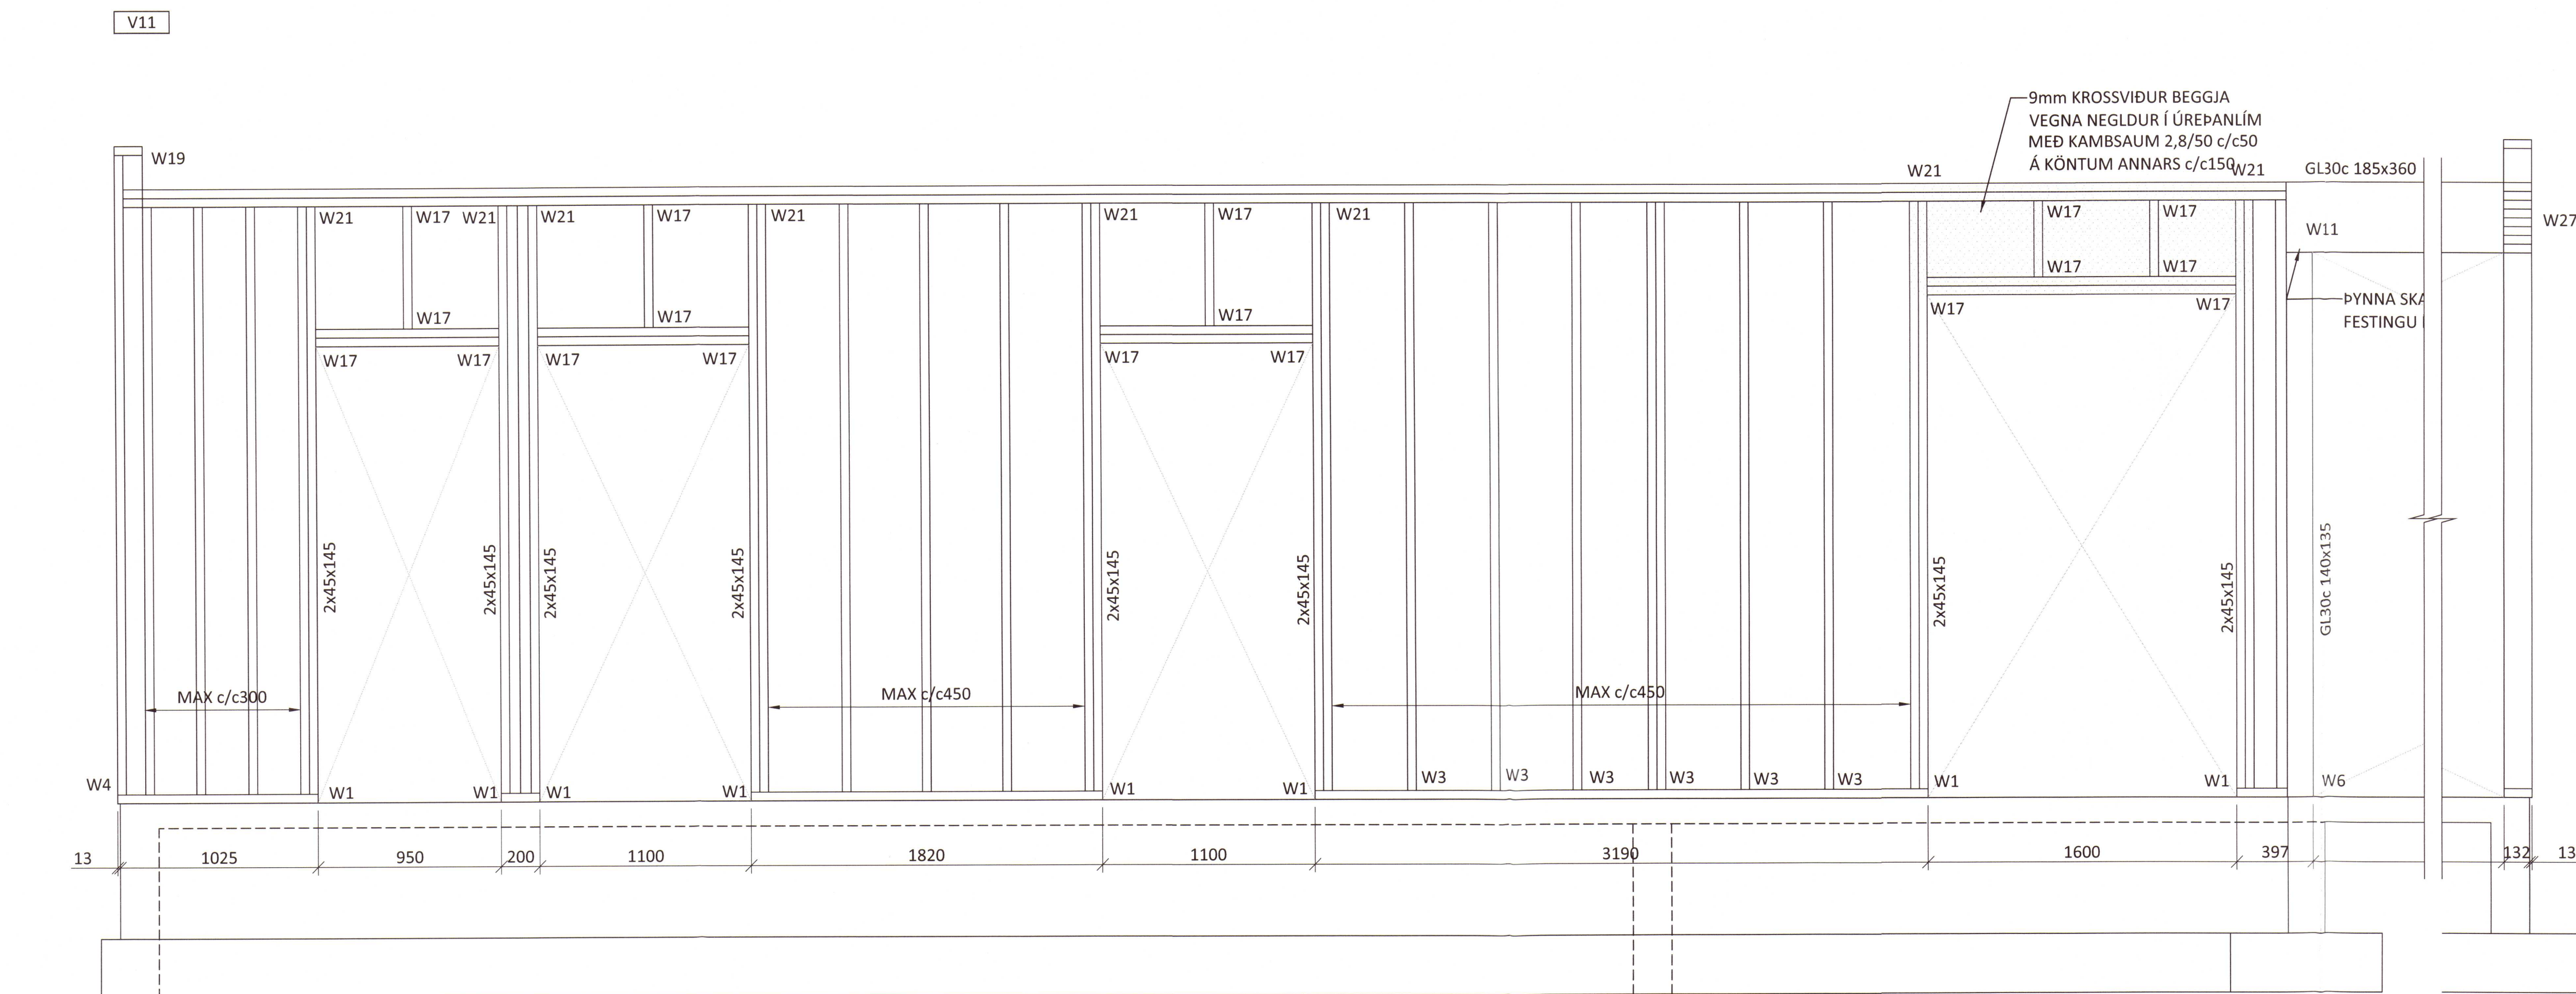 V11
9mm KROSSVIÐUR BEGGJA
VEGNA NEGLDUR Í ÚREÞANLÍM
MEÐ KAMBSAUM 2,8/50 c/c50
Á KÖNTUM ANNARS c/c150
W19
W21
W21
GL30c 185x360
W21
W17
W21
W21
W17
W21
W21
W17
W21
W17
W17
W11
W27
W17
W17
W17
W17
W17
ÞYNNA SKA
FESTINGU
W17
W17
W17
W17
W17
W17
W17
W17
2x45x145
2x45x145
2x45x145
2x45x145
2x45x145
2x45x145
2x45x145
2x45x145
GL30c 140x135
MAX c/c300
MAX c/c450
MAX c/c450
W4
W1
W1
W1
W1
W1
W1
W3
W3
W3
W3
W3
W3
W1
W1
W6
13
1025
950
200
1100
1820
1100
3190
1600
397
132
13